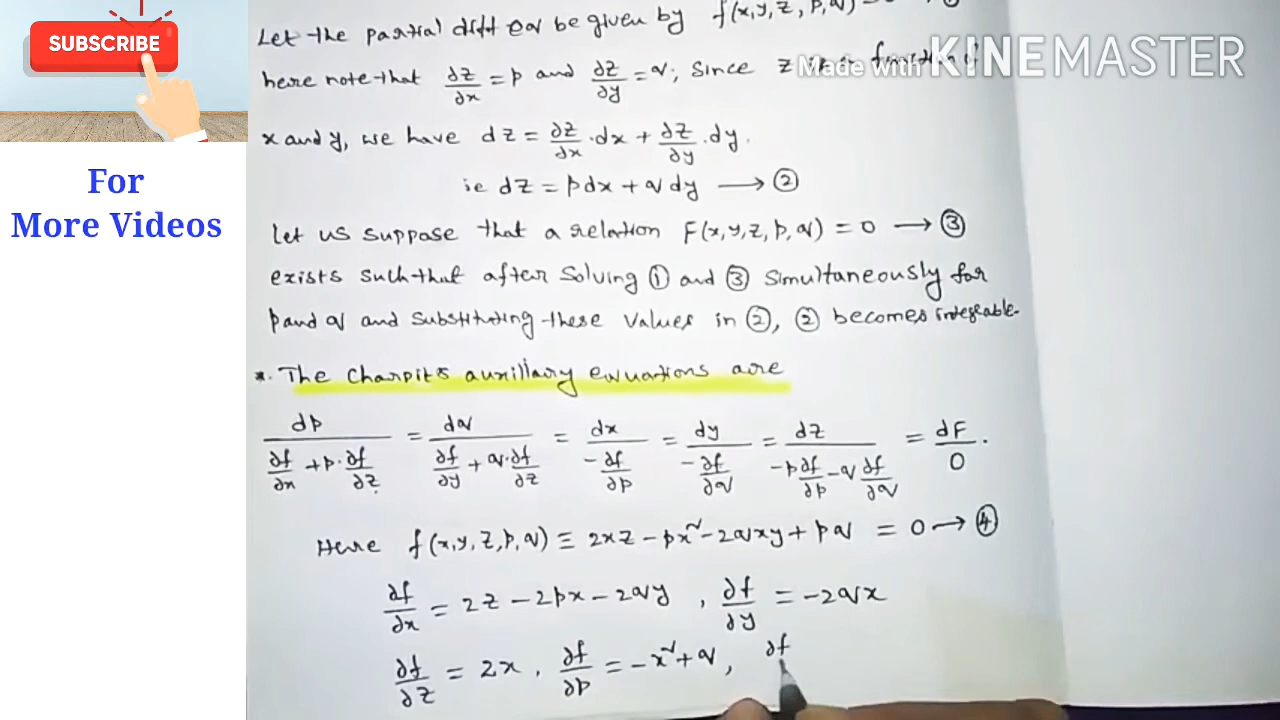 SUBSCRIBE
For
More Videos
Made with KINEMASTER
Let the partial diff eq be given by f(x,y,z,p,q)
here note that ∂z/∂x = p and ∂z/∂y = q; Since z is a function
x and y, we have dz = ∂z/∂x · dx + ∂z/∂y · dy.
ie dz = pdx + qdy → ②
Let us suppose that a relation F(x,y,z,p,q) = 0 → ③
exists such that after solving ① and ③ simultaneously for
p and q and substituting these values in ②, ② becomes integrable.
*. The Charpit's auxiliary equations are
dp/(∂f/∂x + p·∂f/∂z) = dq/(∂f/∂y + q·∂f/∂z) = dx/(-∂f/∂p) = dy/(-∂f/∂q) = dz/(-p∂f/∂p - q∂f/∂q) = dF/0.
Here f(x,y,z,p,q) ≡ 2xz - px² - 2qxy + pq = 0 → ④
∂f/∂x = 2z - 2px - 2qy , ∂f/∂y = -2qx
∂f/∂z = 2x , ∂f/∂p = -x² + q , ∂f